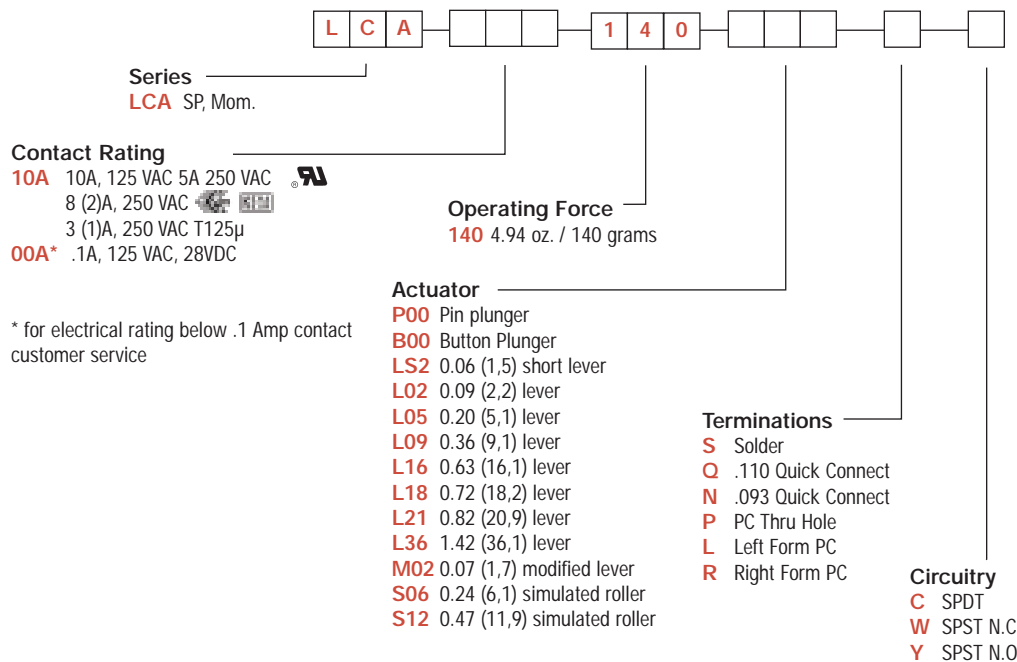 L C A 1 4 0
Series
LCA SP, Mom.
Contact Rating
10A 10A, 125 VAC 5A 250 VAC ®
8 (2)A, 250 VAC
3 (1)A, 250 VAC T125µ
00A* .1A, 125 VAC, 28VDC
* for electrical rating below .1 Amp contact
customer service
Operating Force
140 4.94 oz. / 140 grams
Actuator
P00 Pin plunger
B00 Button Plunger
LS2 0.06 (1,5) short lever
L02 0.09 (2,2) lever
L05 0.20 (5,1) lever
L09 0.36 (9,1) lever
L16 0.63 (16,1) lever
L18 0.72 (18,2) lever
L21 0.82 (20,9) lever
L36 1.42 (36,1) lever
M02 0.07 (1,7) modified lever
S06 0.24 (6,1) simulated roller
S12 0.47 (11,9) simulated roller
Terminations
S Solder
Q .110 Quick Connect
N .093 Quick Connect
P PC Thru Hole
L Left Form PC
R Right Form PC
Circuitry
C SPDT
W SPST N.C
Y SPST N.O